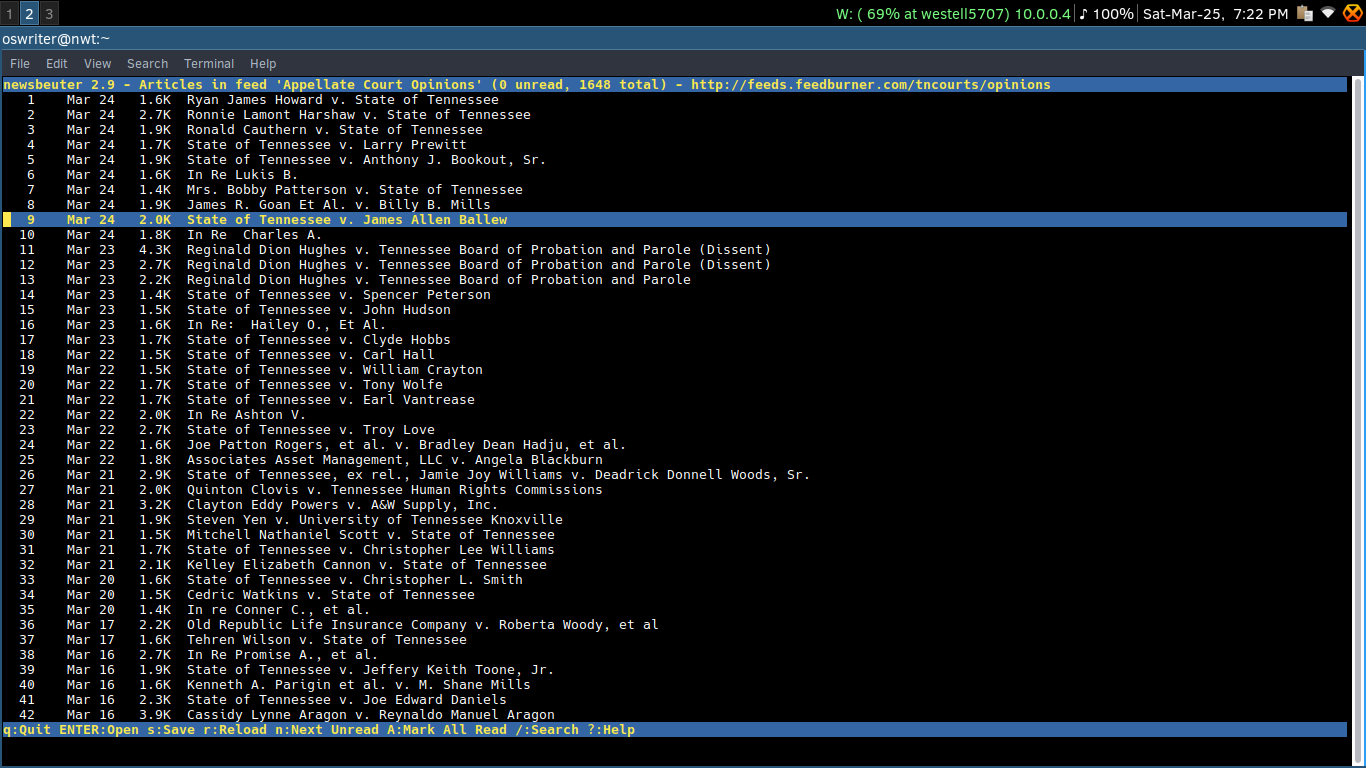 1 2 3 W: ( 69% at westell5707) 10.0.0.4 ♪ 100% Sat-Mar-25, 7:22 PM
oswriter@nwt:~
File Edit View Search Terminal Help
newsbeuter 2.9 - Articles in feed 'Appellate Court Opinions' (0 unread, 1648 total) - http://feeds.feedburner.com/tncourts/opinions
1 Mar 24 1.6K Ryan James Howard v. State of Tennessee
2 Mar 24 2.7K Ronnie Lamont Harshaw v. State of Tennessee
3 Mar 24 1.9K Ronald Cauthern v. State of Tennessee
4 Mar 24 1.7K State of Tennessee v. Larry Prewitt
5 Mar 24 1.9K State of Tennessee v. Anthony J. Bookout, Sr.
6 Mar 24 1.6K In Re Lukis B.
7 Mar 24 1.4K Mrs. Bobby Patterson v. State of Tennessee
8 Mar 24 1.9K James R. Goan Et Al. v. Billy B. Mills
9 Mar 24 2.0K State of Tennessee v. James Allen Ballew
10 Mar 24 1.8K In Re  Charles A.
11 Mar 23 4.3K Reginald Dion Hughes v. Tennessee Board of Probation and Parole (Dissent)
12 Mar 23 2.7K Reginald Dion Hughes v. Tennessee Board of Probation and Parole (Dissent)
13 Mar 23 2.2K Reginald Dion Hughes v. Tennessee Board of Probation and Parole
14 Mar 23 1.4K State of Tennessee v. Spencer Peterson
15 Mar 23 1.5K State of Tennessee v. John Hudson
16 Mar 23 1.6K In Re:  Hailey O., Et Al.
17 Mar 23 1.7K State of Tennessee v. Clyde Hobbs
18 Mar 22 1.5K State of Tennessee v. Carl Hall
19 Mar 22 1.5K State of Tennessee v. William Crayton
20 Mar 22 1.7K State of Tennessee v. Tony Wolfe
21 Mar 22 1.7K State of Tennessee v. Earl Vantrease
22 Mar 22 2.0K In Re Ashton V.
23 Mar 22 2.7K State of Tennessee v. Troy Love
24 Mar 22 1.6K Joe Patton Rogers, et al. v. Bradley Dean Hadju, et al.
25 Mar 22 1.8K Associates Asset Management, LLC v. Angela Blackburn
26 Mar 21 2.9K State of Tennessee, ex rel., Jamie Joy Williams v. Deadrick Donnell Woods, Sr.
27 Mar 21 2.0K Quinton Clovis v. Tennessee Human Rights Commissions
28 Mar 21 3.2K Clayton Eddy Powers v. A&W Supply, Inc.
29 Mar 21 1.9K Steven Yen v. University of Tennessee Knoxville
30 Mar 21 1.5K Mitchell Nathaniel Scott v. State of Tennessee
31 Mar 21 1.7K State of Tennessee v. Christopher Lee Williams
32 Mar 21 2.1K Kelley Elizabeth Cannon v. State of Tennessee
33 Mar 20 1.6K State of Tennessee v. Christopher L. Smith
34 Mar 20 1.5K Cedric Watkins v. State of Tennessee
35 Mar 20 1.4K In re Conner C., et al.
36 Mar 17 2.2K Old Republic Life Insurance Company v. Roberta Woody, et al
37 Mar 17 1.6K Tehren Wilson v. State of Tennessee
38 Mar 16 2.7K In Re Promise A., et al.
39 Mar 16 1.9K State of Tennessee v. Jeffery Keith Toone, Jr.
40 Mar 16 1.6K Kenneth A. Parigin et al. v. M. Shane Mills
41 Mar 16 2.3K State of Tennessee v. Joe Edward Daniels
42 Mar 16 3.9K Cassidy Lynne Aragon v. Reynaldo Manuel Aragon
q:Quit ENTER:Open s:Save r:Reload n:Next Unread A:Mark All Read /:Search ?:Help